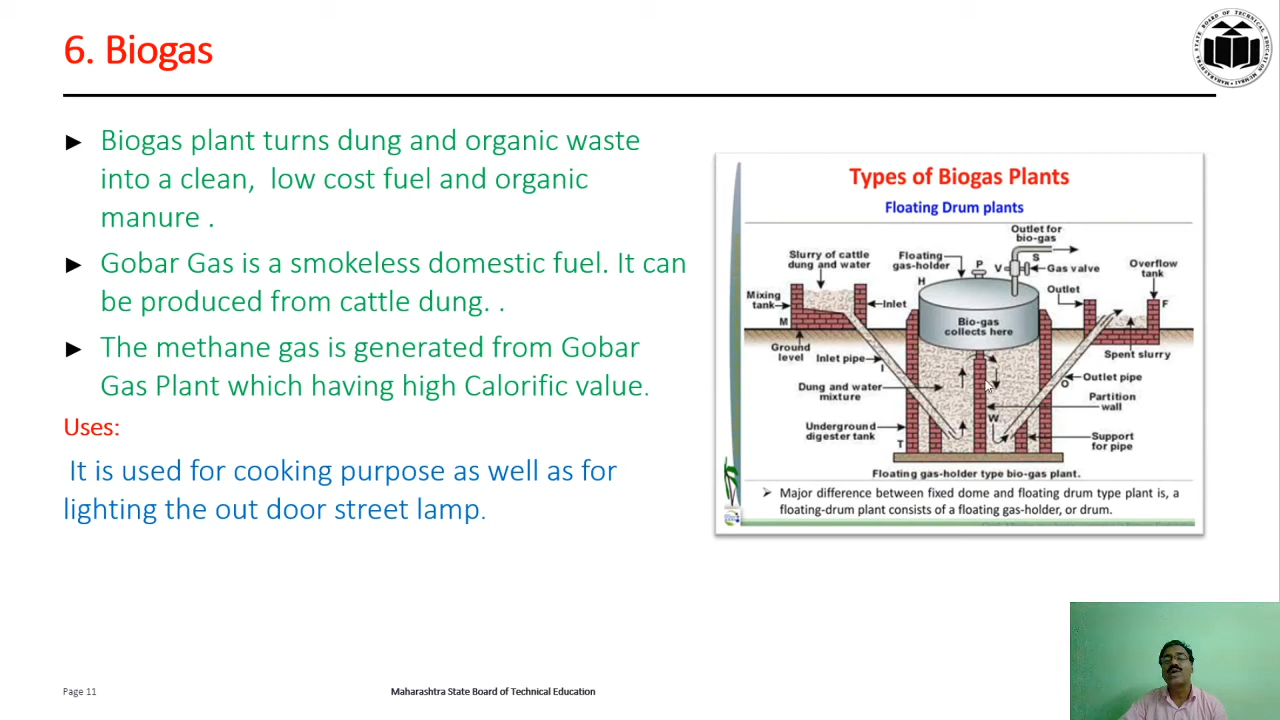 6. Biogas
MAHARASHTRA STATE BOARD OF TECHNICAL EDUCATION MUMBAI
► Biogas plant turns dung and organic waste
into a clean, low cost fuel and organic
manure .
► Gobar Gas is a smokeless domestic fuel. It can
be produced from cattle dung. .
► The methane gas is generated from Gobar
Gas Plant which having high Calorific value.
Uses:
It is used for cooking purpose as well as for
lighting the out door street lamp.
Types of Biogas Plants
Floating Drum plants
Outlet for
bio-gas
Slurry of cattle
dung and water
Floating
gas-holder
P
V
S
Gas valve
Overflow
tank
H
Mixing
tank
Inlet
Outlet
F
M
Bio-gas
collects here
Ground
level
Inlet pipe
I
Spent slurry
Outlet pipe
O
Dung and water
mixture
Partition
wall
W
Underground
digester tank
T
Support
for pipe
Floating gas-holder type bio-gas plant.
➢ Major difference between fixed dome and floating drum type plant is, a
floating-drum plant consists of a floating gas-holder, or drum.
Page 11
Maharashtra State Board of Technical Education